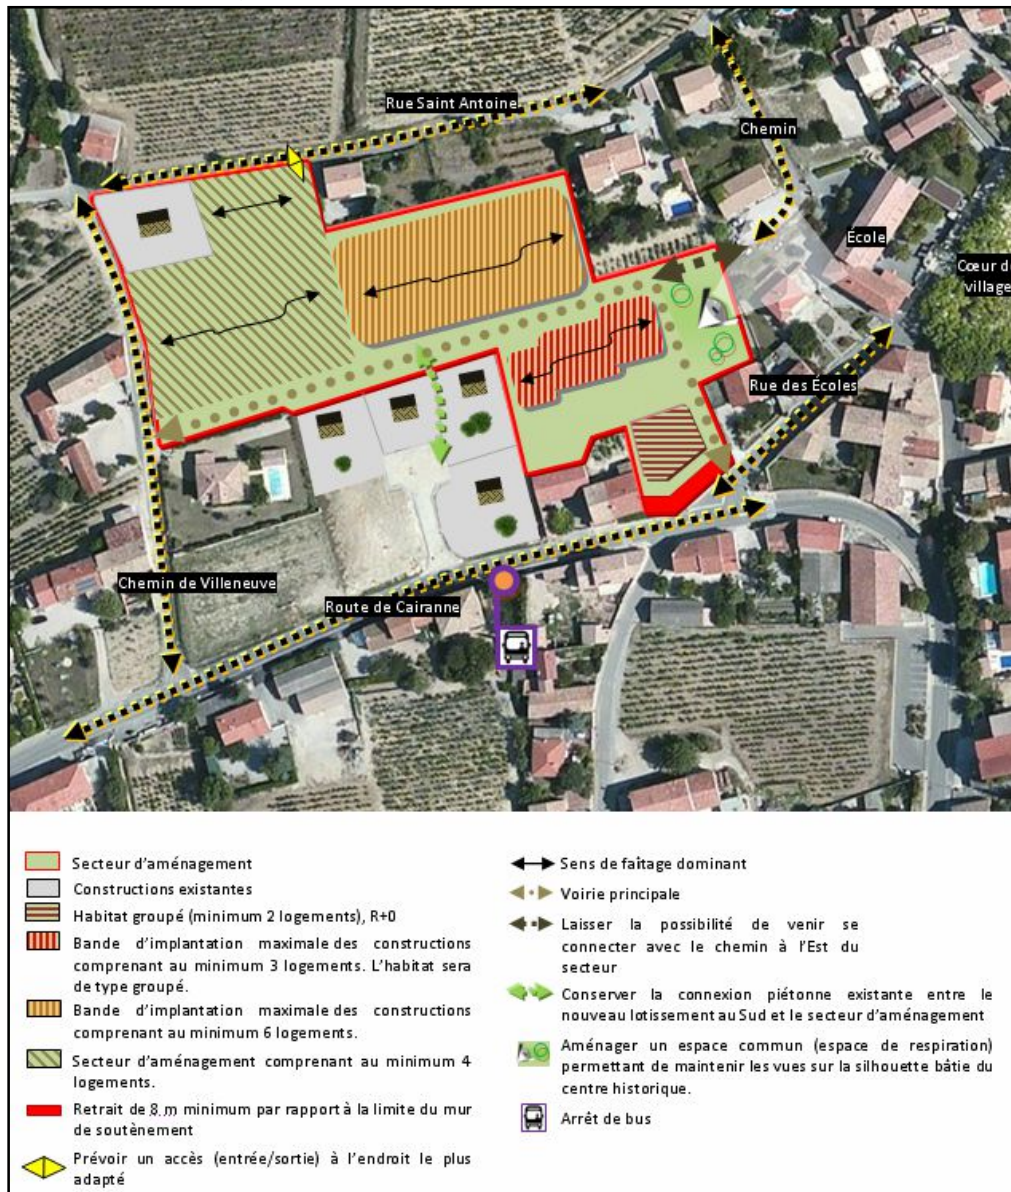 Rue Saint Antoine
Chemin
École
Cœur de
village
Rue des Écoles
Chemin de Villeneuve
Route de Cairanne
Secteur d'aménagement
Constructions existantes
Habitat groupé (minimum 2 logements), R+0
Bande d'implantation maximale des constructions
comprenant au minimum 3 logements. L'habitat sera
de type groupé.
Bande d'implantation maximale des constructions
comprenant au minimum 6 logements.
Secteur d'aménagement comprenant au minimum 4
logements.
Retrait de 8 m minimum par rapport à la limite du mur
de soutènement
Prévoir un accès (entrée/sortie) à l'endroit le plus
adapté
Sens de faîtage dominant
Voirie principale
Laisser la possibilité de venir se
connecter avec le chemin à l'Est du
secteur
Conserver la connexion piétonne existante entre le
nouveau lotissement au Sud et le secteur d'aménagement
Aménager un espace commun (espace de respiration)
permettant de maintenir les vues sur la silhouette bâtie du
centre historique.
Arrêt de bus